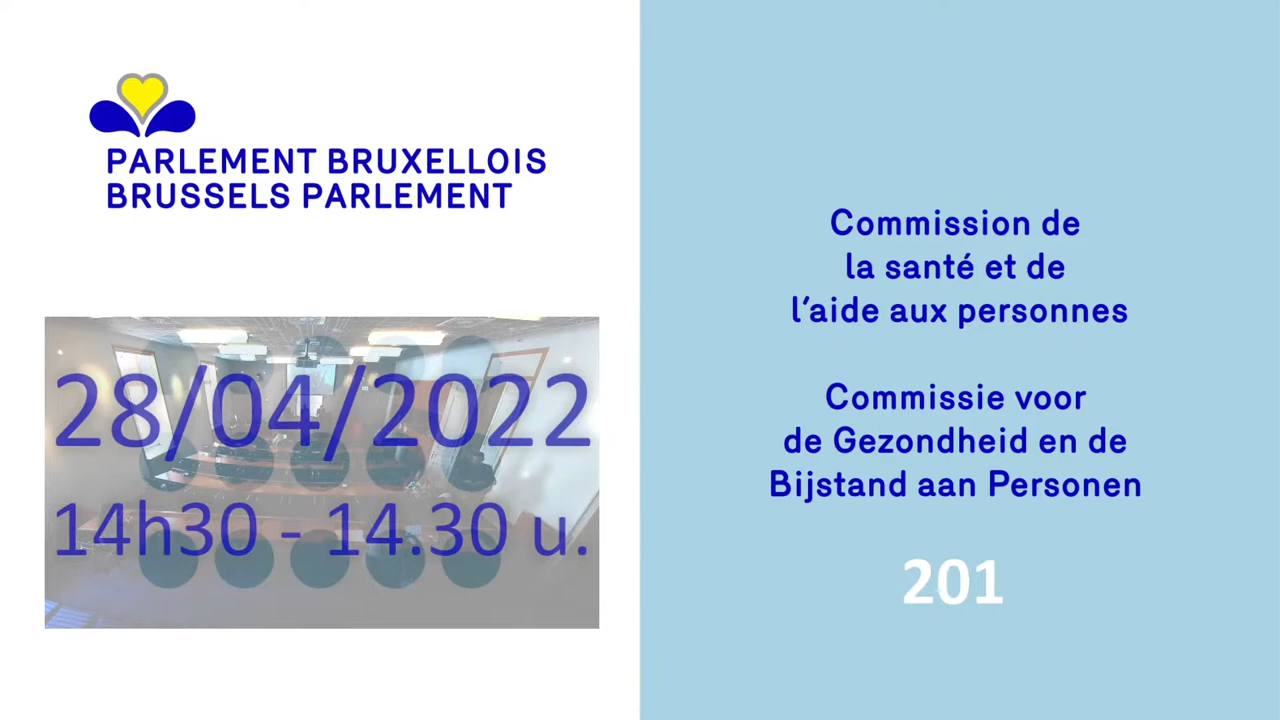 PARLEMENT BRUXELLOIS
BRUSSELS PARLEMENT
28/04/2022
14h30 - 14.30 u.
Commission de
la santé et de
l’aide aux personnes
Commissie voor
de Gezondheid en de
Bijstand aan Personen
201